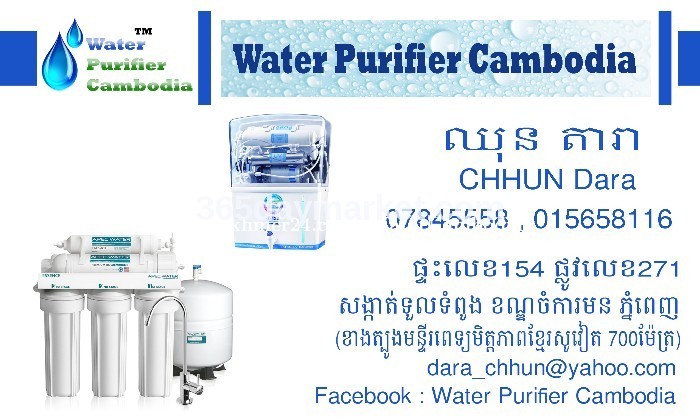 Water™
Purifier
Cambodia
Water Purifier Cambodia
ឈុន តារា
CHHUN Dara
015658116
ផ្ទះលេខ154 ផ្លូវលេខ271
សង្កាត់ទួលទំពូង ខណ្ឌចំការមន ភ្នំពេញ
(ខាងត្បូងមន្ទីរពេទ្យមិត្តភាពខ្មែរសូវៀត 700ម៉ែត្រ)
dara_chhun@yahoo.com
Facebook : Water Purifier Cambodia
APEC WATER
APEC WATER